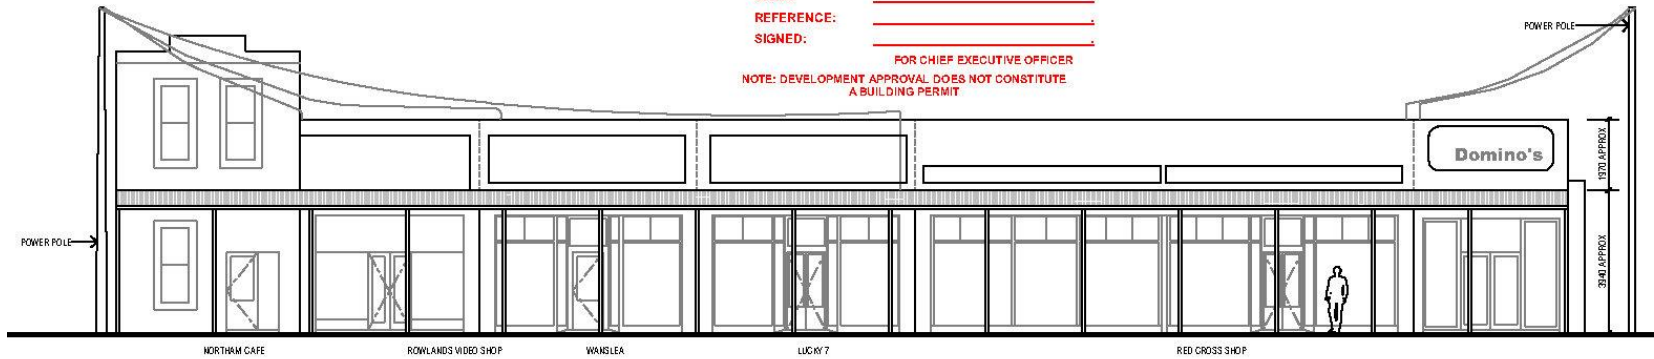 REFERENCE:
SIGNED:
FOR CHIEF EXECUTIVE OFFICER
NOTE: DEVELOPMENT APPROVAL DOES NOT CONSTITUTE
A BUILDING PERMIT
POWER POLE
Domino's
1970 APPROX
3940 APPROX
POWER POLE
NORTHAM CAFE
ROWLANDS VIDEO SHOP
WANSLEA
LUCKY 7
RED CROSS SHOP